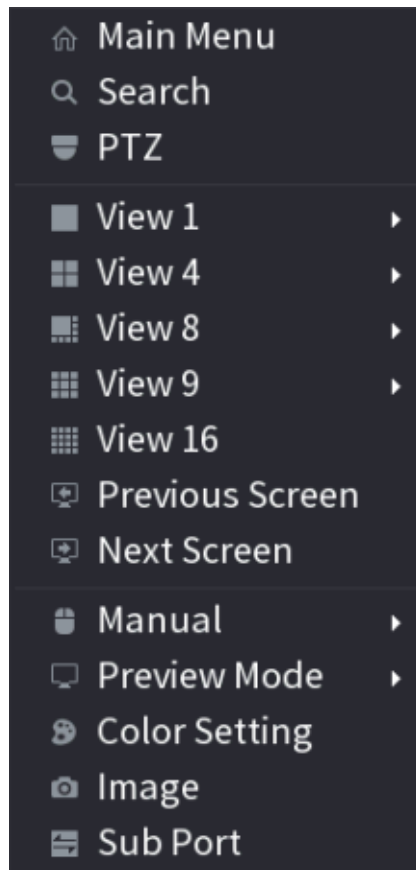 Main Menu
Search
PTZ
View 1
View 4
View 8
View 9
View 16
Previous Screen
Next Screen
Manual
Preview Mode
Color Setting
Image
Sub Port